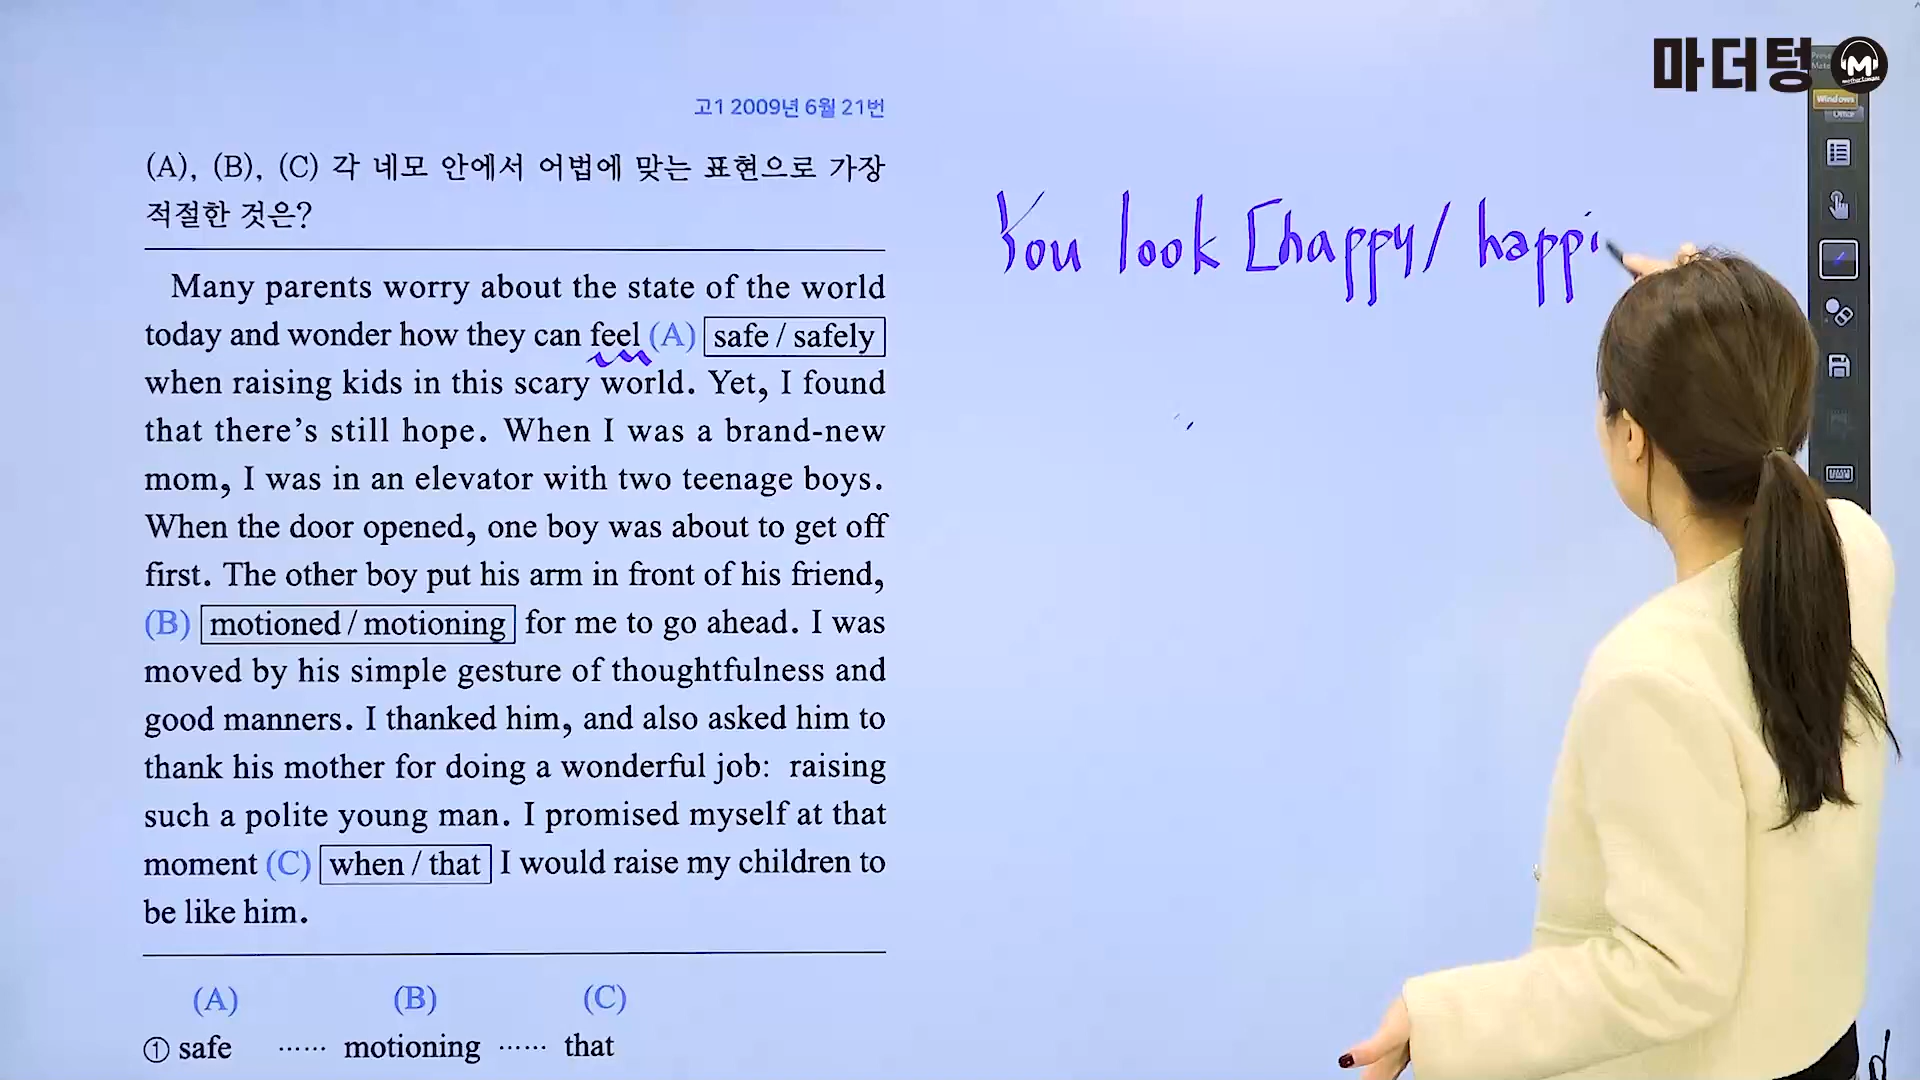 마더텅
M
Windows
고1 2009년 6월 21번
(A), (B), (C) 각 네모 안에서 어법에 맞는 표현으로 가장
적절한 것은?
Many parents worry about the state of the world
today and wonder how they can feel (A) safe / safely
when raising kids in this scary world. Yet, I found
that there's still hope. When I was a brand-new
mom, I was in an elevator with two teenage boys.
When the door opened, one boy was about to get off
first. The other boy put his arm in front of his friend,
(B) motioned / motioning for me to go ahead. I was
moved by his simple gesture of thoughtfulness and
good manners. I thanked him, and also asked him to
thank his mother for doing a wonderful job: raising
such a polite young man. I promised myself at that
moment (C) when / that I would raise my children to
be like him.
(A) (B) (C)
① safe ...... motioning ...... that
You look [happy/ happi